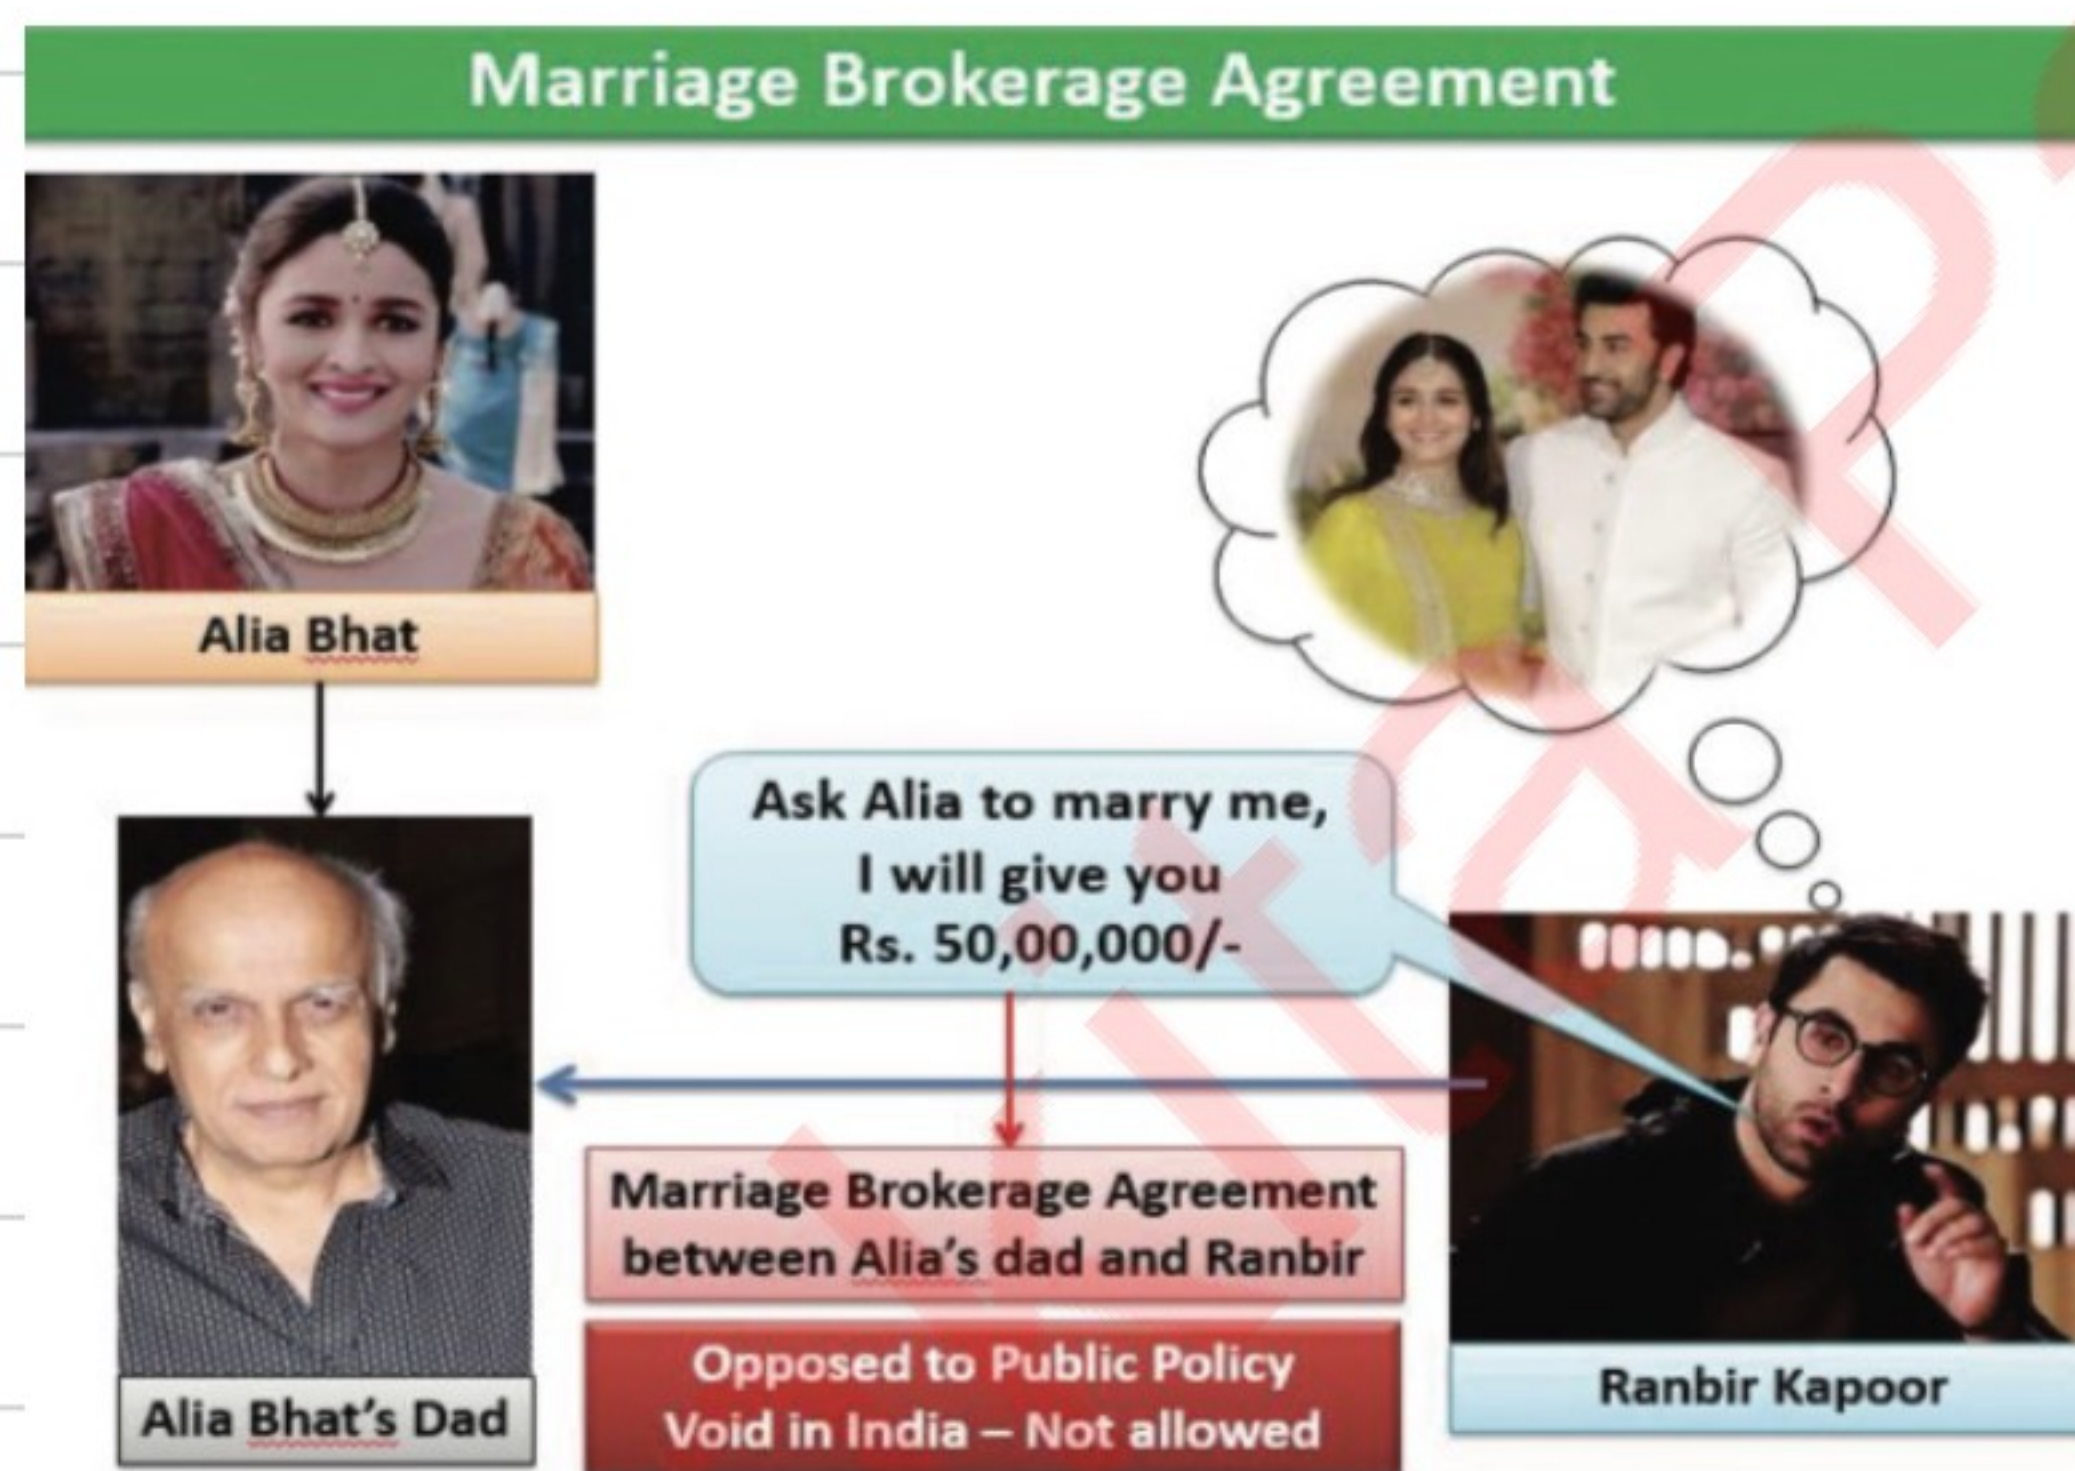 Marriage Brokerage Agreement
Alia Bhat
Ask Alia to marry me,
I will give you
Rs. 50,00,000/-
Marriage Brokerage Agreement
between Alia's dad and Ranbir
Opposed to Public Policy
Void in India – Not allowed
Alia Bhat's Dad
Ranbir Kapoor